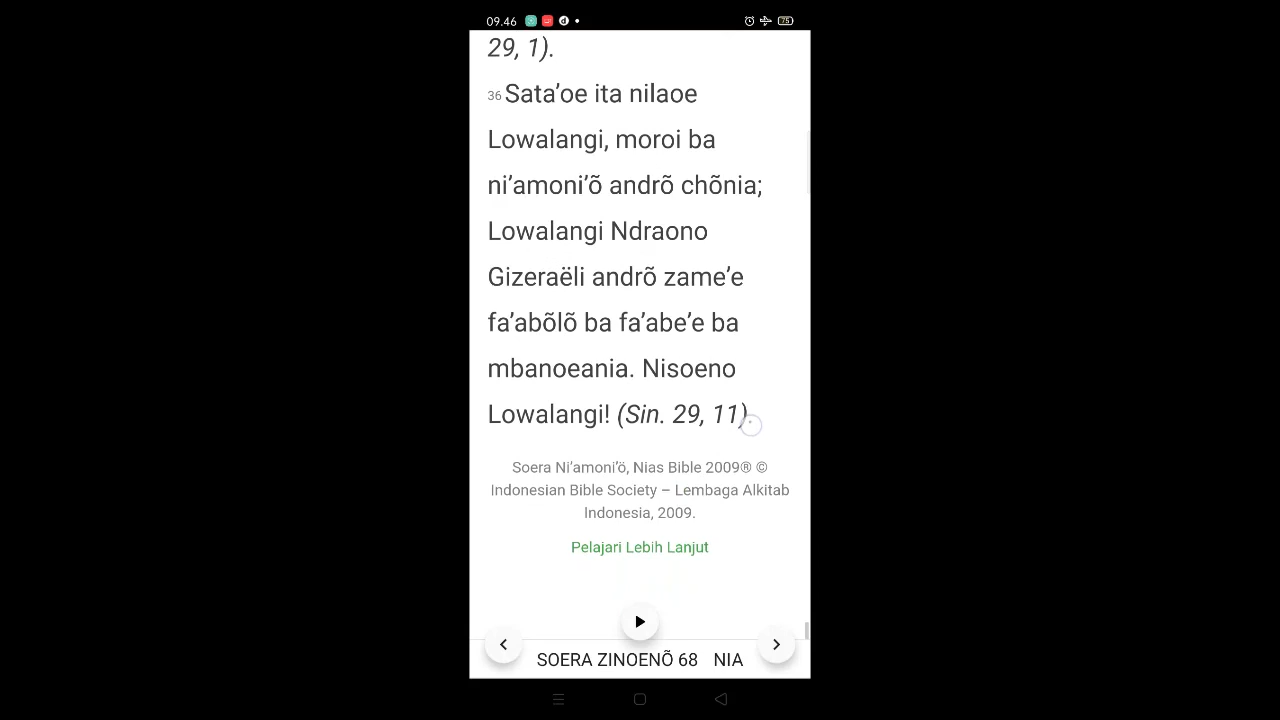 09.46
75
29, 1).
36 Sata’oe ita nilaoe
Lowalangi, moroi ba
ni’amoni’õ andrõ chõnia;
Lowalangi Ndraono
Gizeraëli andrõ zame’e
fa’abõlõ ba fa’abe’e ba
mbanoeania. Nisoeno
Lowalangi! (Sin. 29, 11).
Soera Ni’amoni’ö, Nias Bible 2009® ©
Indonesian Bible Society – Lembaga Alkitab
Indonesia, 2009.
Pelajari Lebih Lanjut
SOERA ZINOENÕ 68 NIA